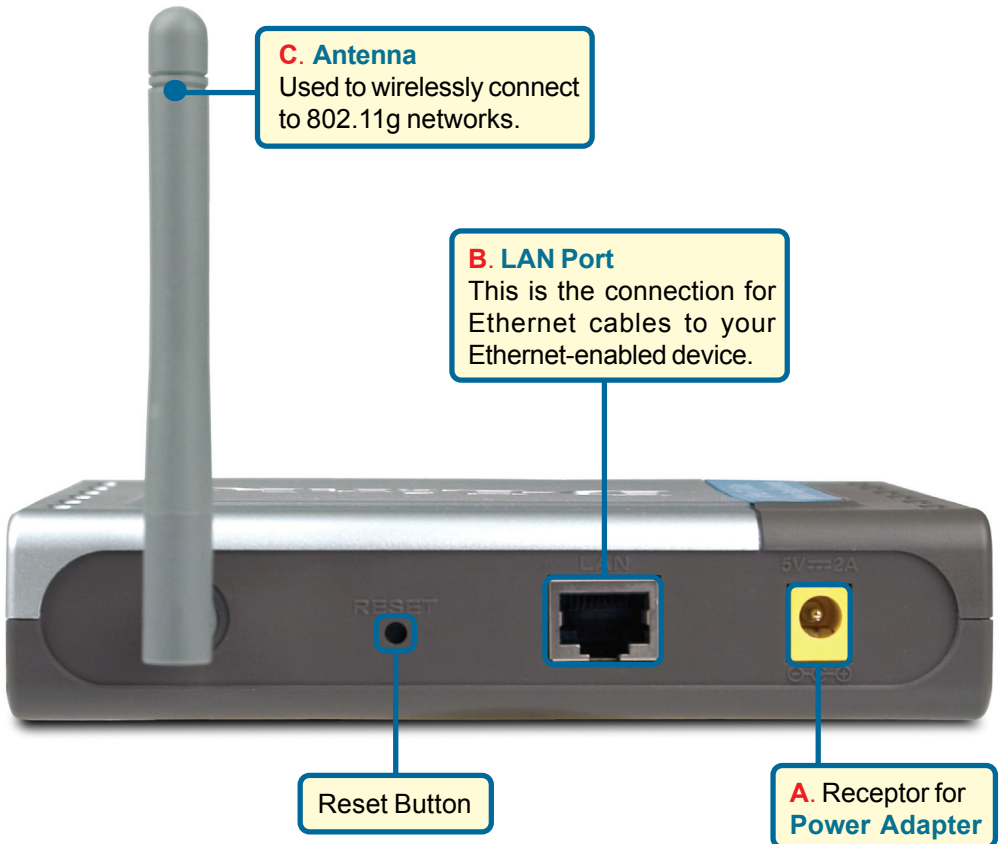 C. Antenna
Used to wirelessly connect
to 802.11g networks.
B. LAN Port
This is the connection for
Ethernet cables to your
Ethernet-enabled device.
LAN
5V⎓2A
RESET
Reset Button
A. Receptor for
Power Adapter